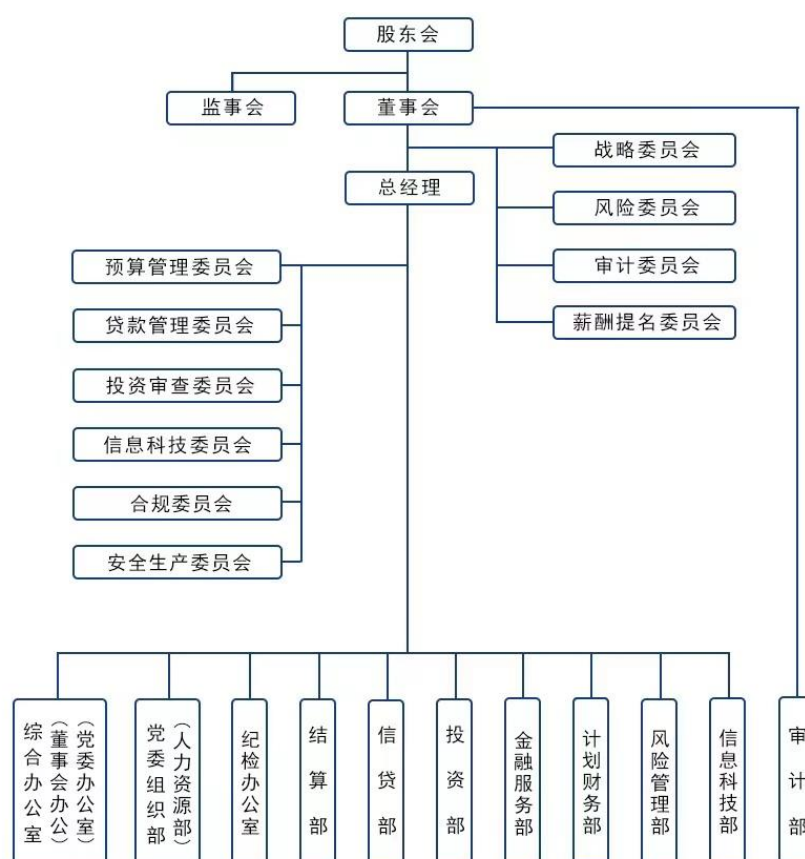 股东会
监事会
董事会
战略委员会
总经理
风险委员会
预算管理委员会
审计委员会
贷款管理委员会
薪酬提名委员会
投资审查委员会
信息科技委员会
合规委员会
安全生产委员会
综合办公室
（董事会办公）
（党委办公室）
党委组织部
（人力资源部）
纪检办公室
结算部
信贷部
投资部
金融服务部
计划财务部
风险管理部
信息科技部
审计部